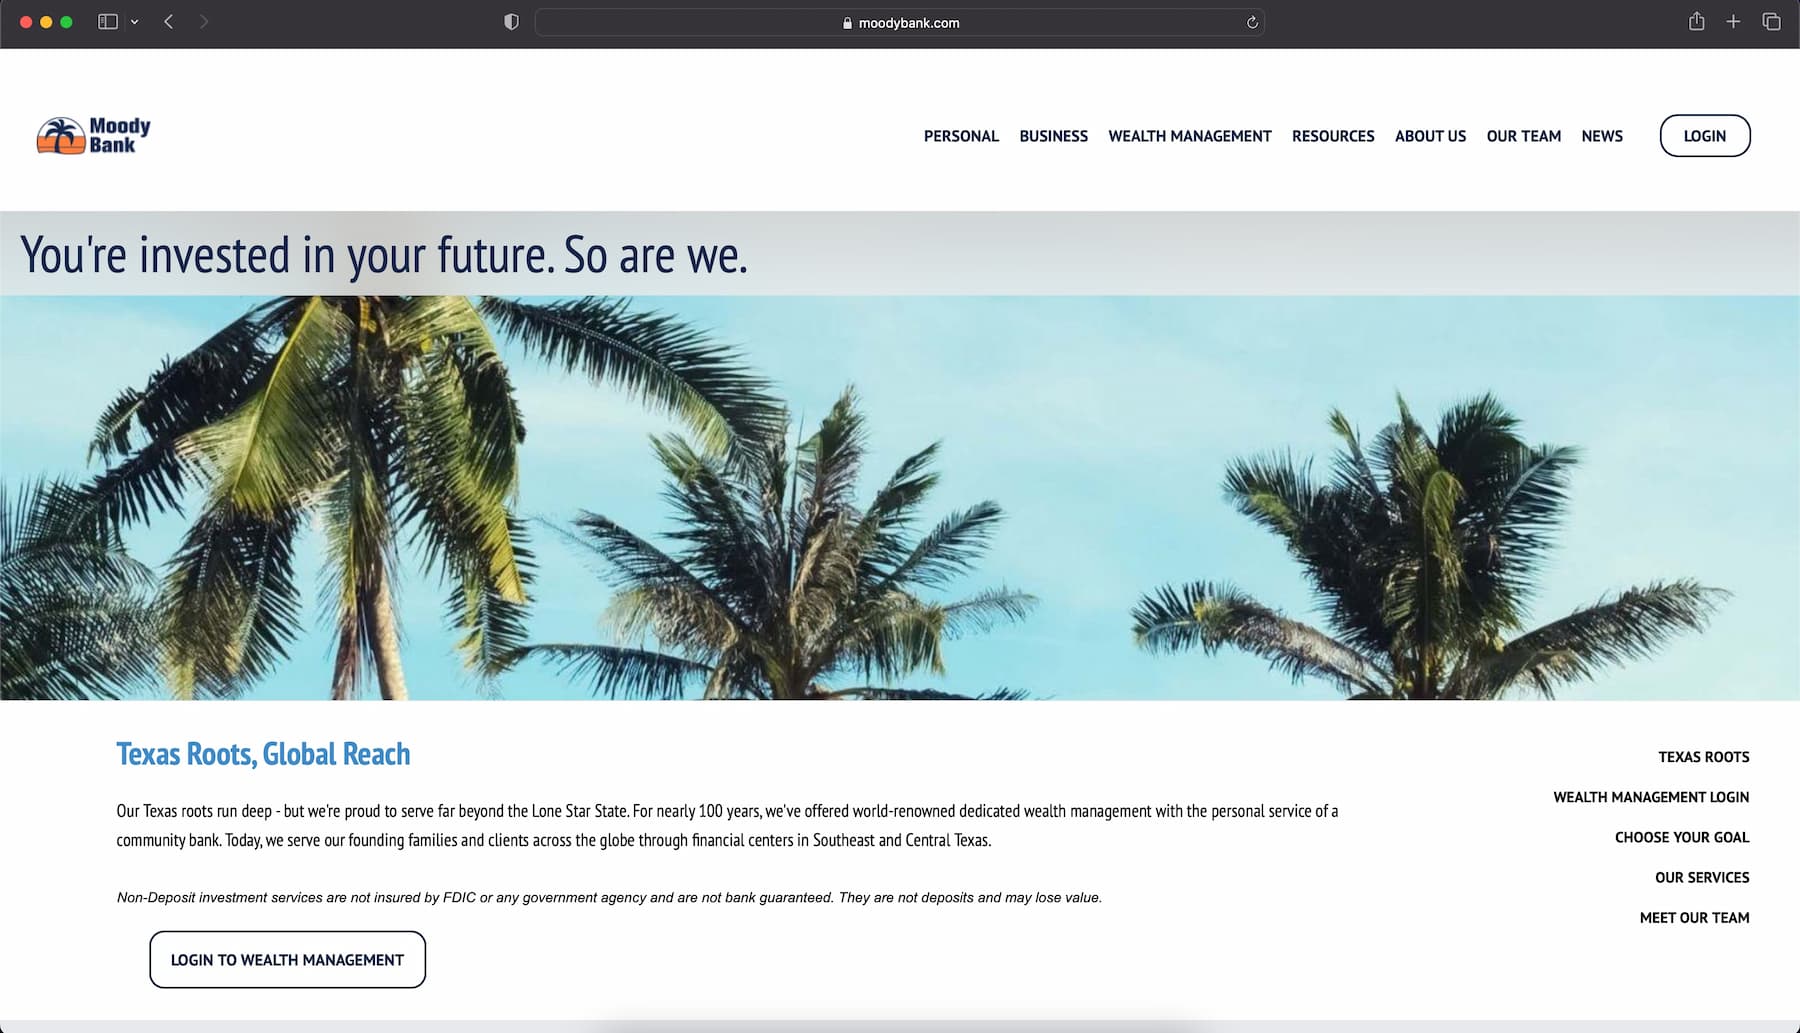 moodybank.com
Moody
Bank
PERSONAL BUSINESS WEALTH MANAGEMENT RESOURCES ABOUT US OUR TEAM NEWS LOGIN
You're invested in your future. So are we.
Texas Roots, Global Reach
Our Texas roots run deep - but we're proud to serve far beyond the Lone Star State. For nearly 100 years, we've offered world-renowned dedicated wealth management with the personal service of a
community bank. Today, we serve our founding families and clients across the globe through financial centers in Southeast and Central Texas.
Non-Deposit investment services are not insured by FDIC or any government agency and are not bank guaranteed. They are not deposits and may lose value.
LOGIN TO WEALTH MANAGEMENT
TEXAS ROOTS
WEALTH MANAGEMENT LOGIN
CHOOSE YOUR GOAL
OUR SERVICES
MEET OUR TEAM